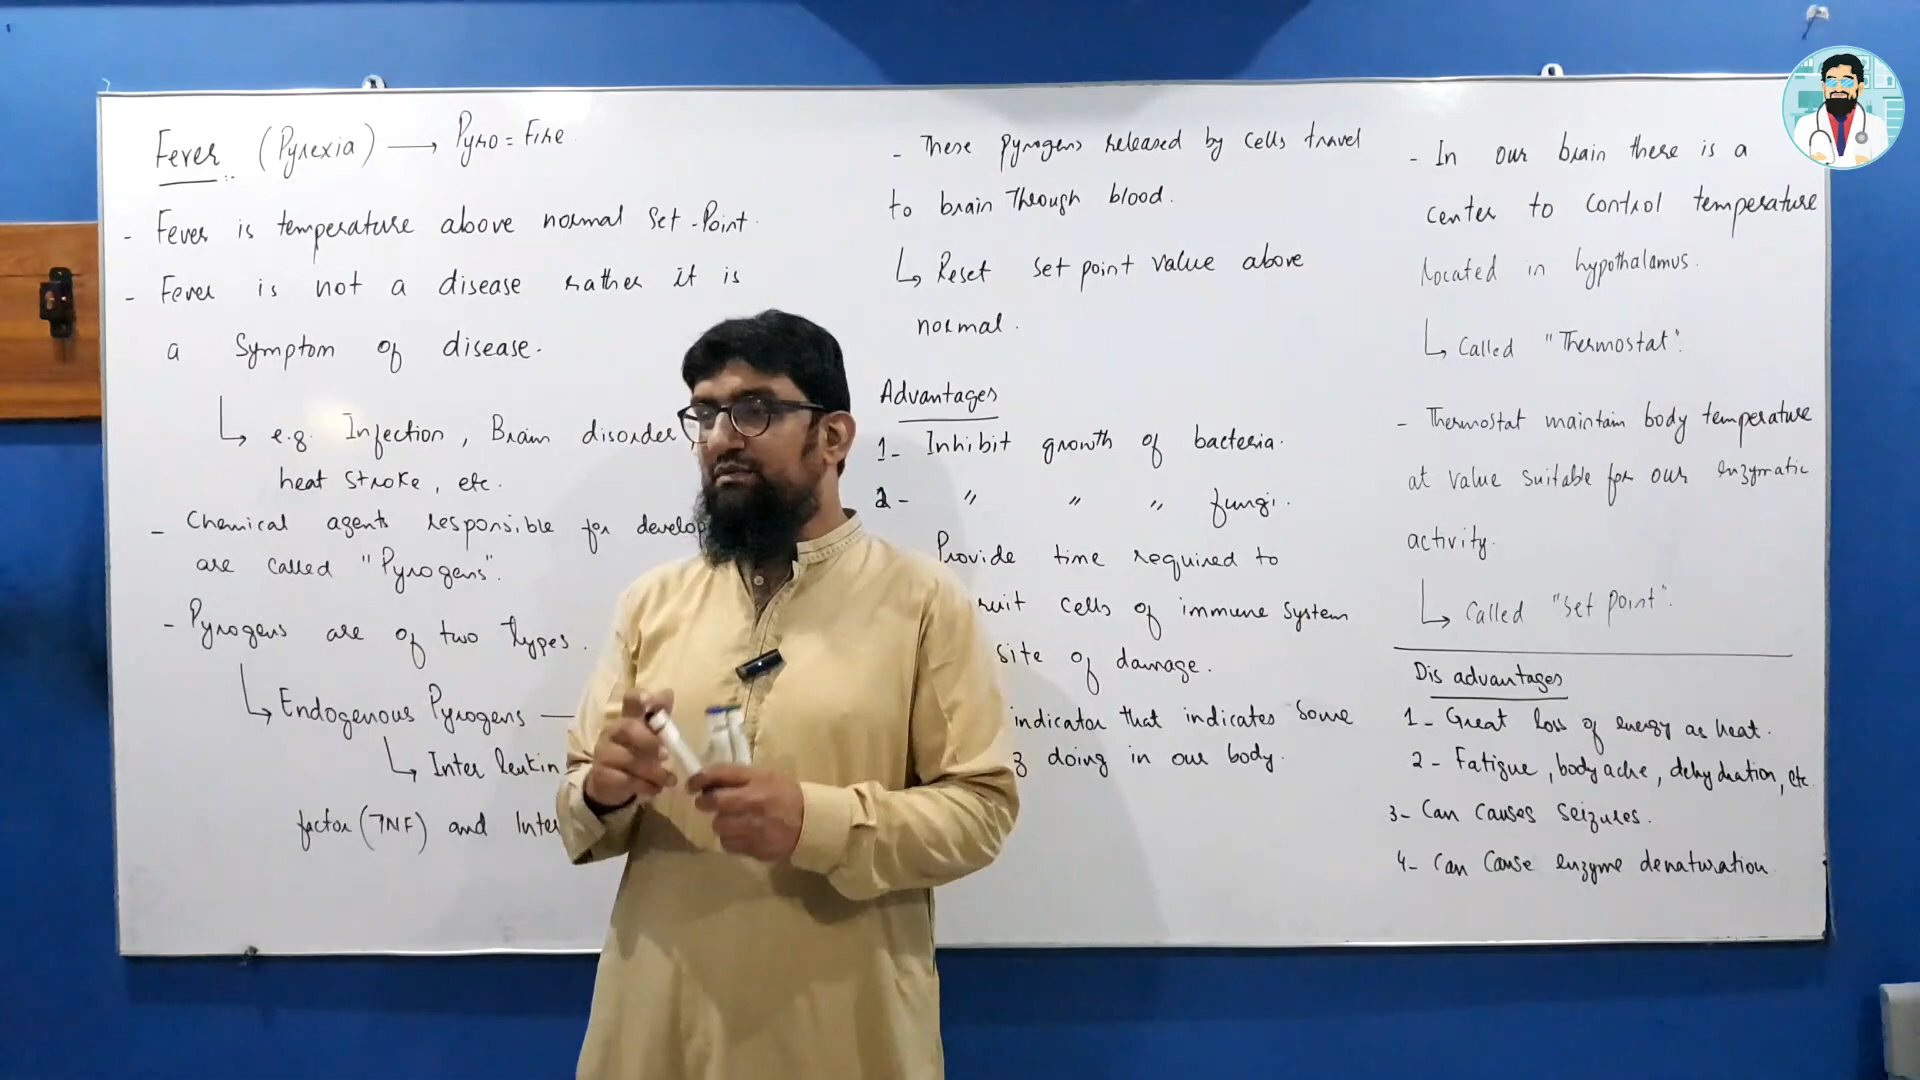 Fever (Pyrexia) → Pyro = Fire
- Fever is temperature above normal Set-Point.
- Fever is not a disease rather it is
a Symptom of disease.
↳ e.g. Infection, Brain disorder,
heat stroke, etc.
- Chemical agents responsible for develop
are called "Pyrogens".
- Pyrogens are of two types.
↳ Endogenous Pyrogens —
↳ Inter leukin
factor (TNF) and Inter
- These pyrogens released by cells travel
to brain through blood.
↳ Reset set point value above
normal.
Advantages
1- Inhibit growth of bacteria.
2- " " " fungi.
Provide time required to
ruit cells of immune system
site of damage.
indicator that indicates some
g doing in our body.
- In our brain there is a
center to control temperature
located in hypothalamus.
↳ Called "Thermostat".
- Thermostat maintain body temperature
at value suitable for our enzymatic
activity.
↳ Called "set point".
Dis advantages
1- Great loss of energy as heat.
2- Fatigue, body ache, dehydration, etc
3- Can causes seizures.
4- Can cause enzyme denaturation.